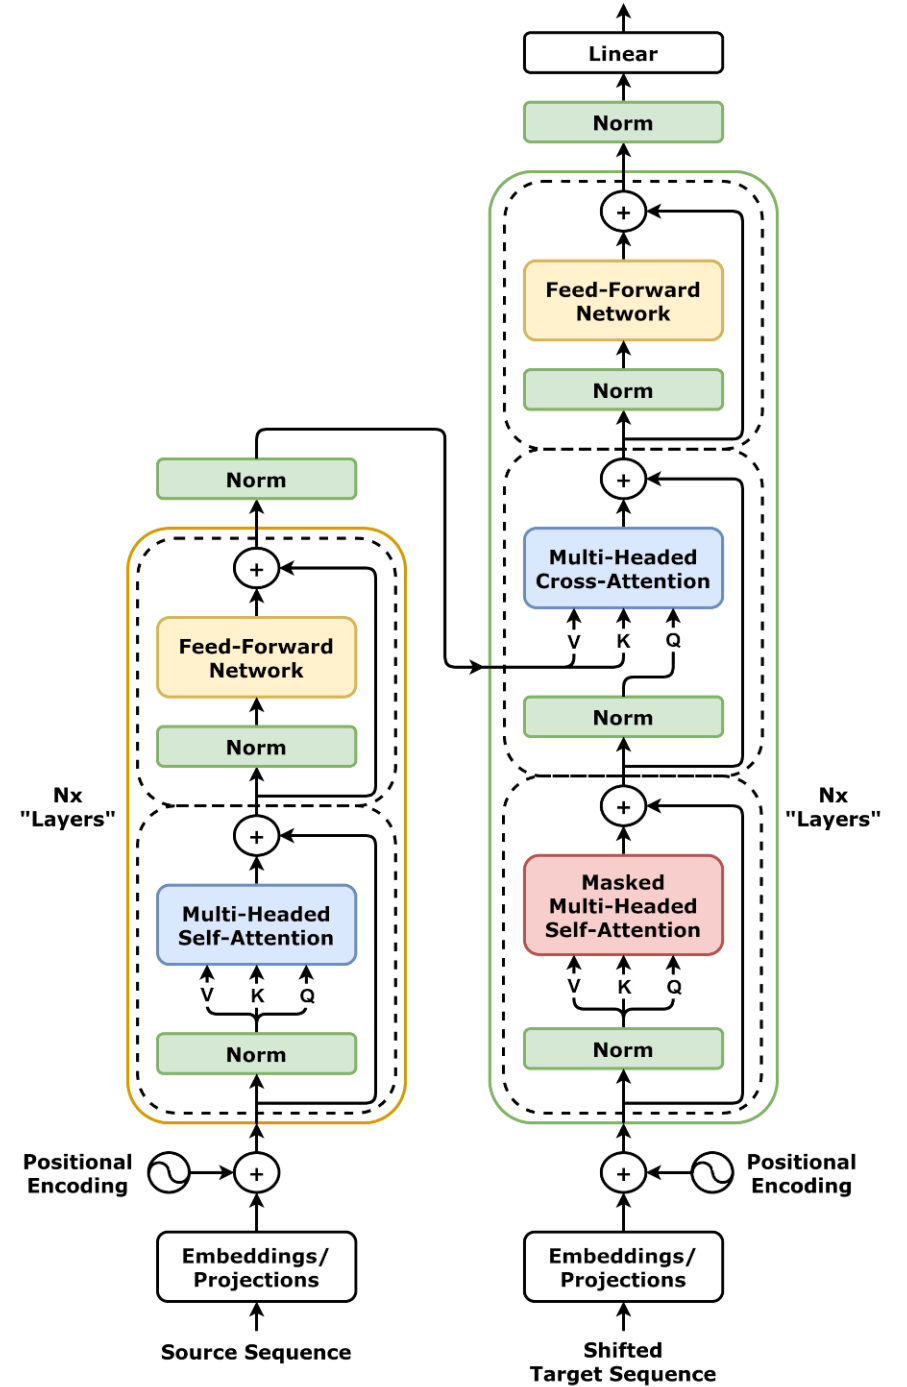 Linear
Norm
Feed-Forward
Network
Norm
Multi-Headed
Cross-Attention
V K Q
Norm
Masked
Multi-Headed
Self-Attention
V K Q
Norm
Nx
"Layers"
Positional
Encoding
Embeddings/
Projections
Shifted
Target Sequence
Norm
Feed-Forward
Network
Norm
Multi-Headed
Self-Attention
V K Q
Norm
Nx
"Layers"
Positional
Encoding
Embeddings/
Projections
Source Sequence